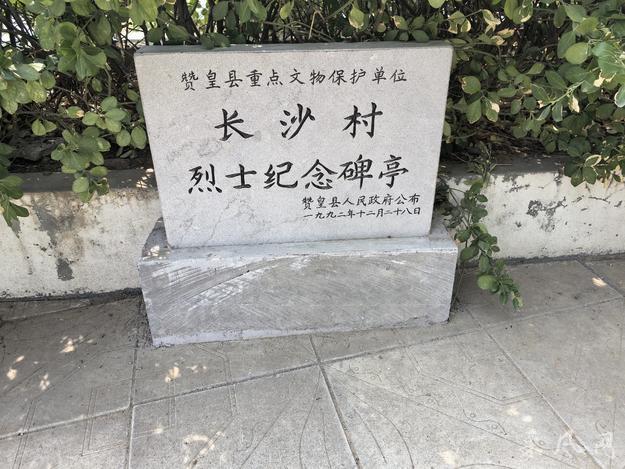 赞皇县重点文物保护单位
长沙村
烈士纪念碑亭
赞皇县人民政府公布
一九九二年十二月二十八日